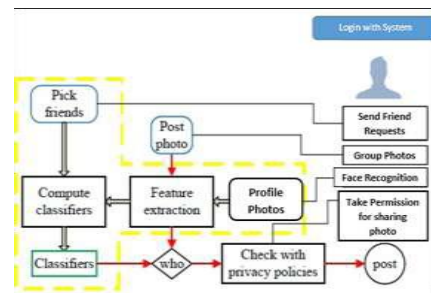 Login with System
Pick
friends
Post
photo
Send Friend
Requests
Group Photos
Face Recognition
Compute
classifiers
Feature
extraction
Profile
Photos
Take Permission
for sharing
photo
Classifiers
who
Check with
privacy policies
post